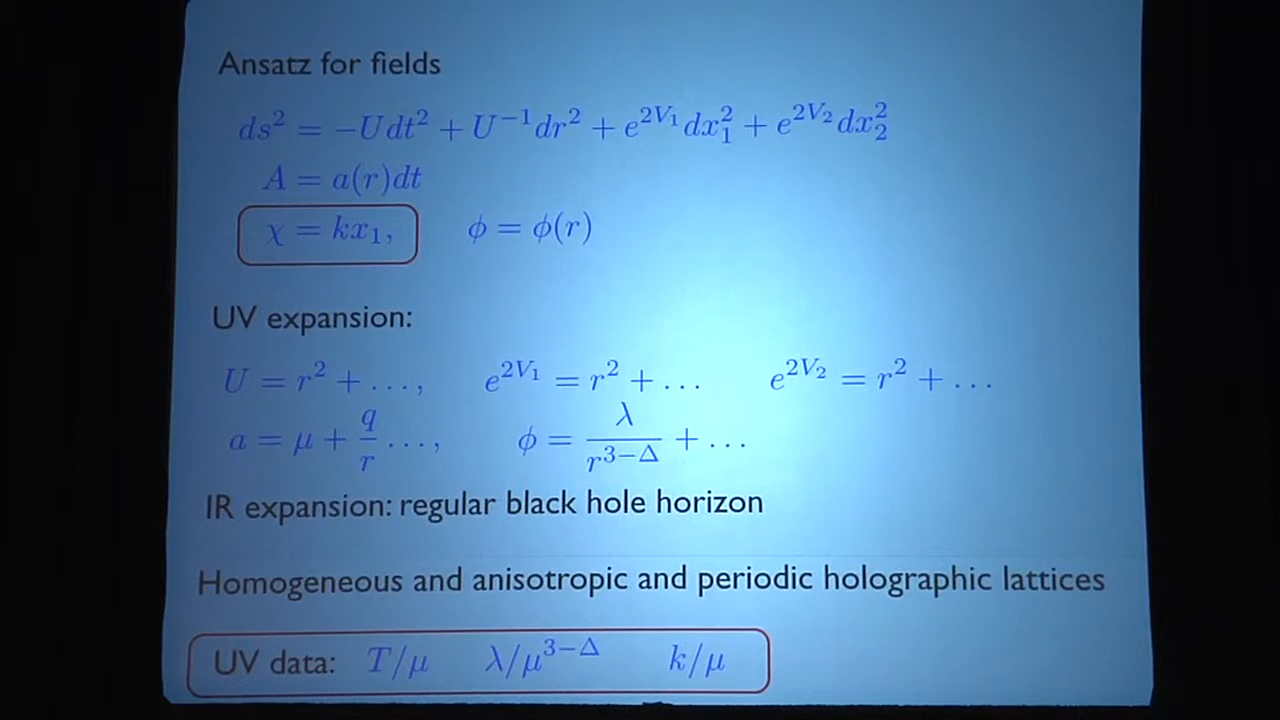 Ansatz for fields
ds² = −Udt² + U⁻¹dr² + e^{2V₁}dx₁² + e^{2V₂}dx₂²
A = a(r)dt
χ = kx₁, ϕ = ϕ(r)
UV expansion:
U = r² + …, e^{2V₁} = r² + … e^{2V₂} = r² + …
a = μ + q/r …, ϕ = λ/r^{3−Δ} + …
IR expansion: regular black hole horizon
Homogeneous and anisotropic and periodic holographic lattices
UV data: T/μ λ/μ^{3−Δ} k/μ